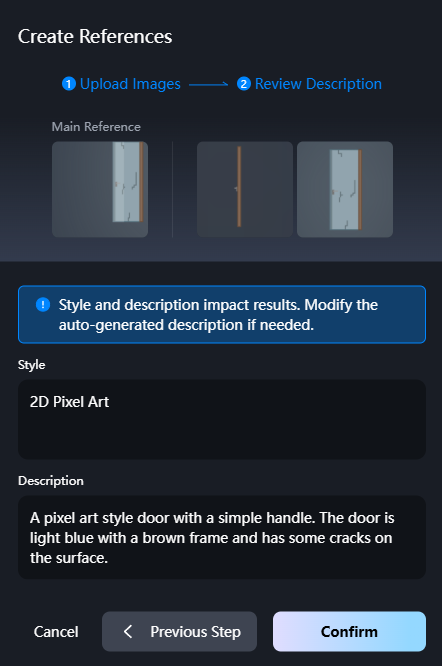 Create References
1 Upload Images 2 Review Description
Main Reference
! Style and description impact results. Modify the
auto-generated description if needed.
Style
2D Pixel Art
Description
A pixel art style door with a simple handle. The door is
light blue with a brown frame and has some cracks on
the surface.
Cancel Previous Step Confirm